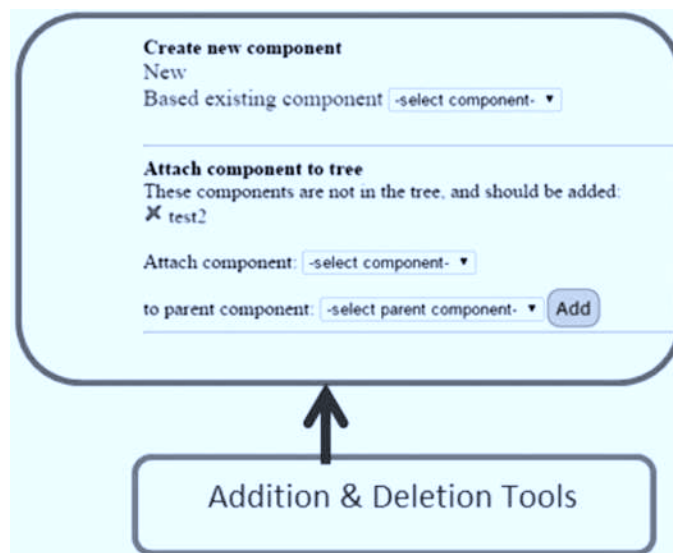 Create new component
New
Based existing component -select component-
Attach component to tree
These components are not in the tree, and should be added:
test2
Attach component: -select component-
to parent component: -select parent component- Add
Addition & Deletion Tools